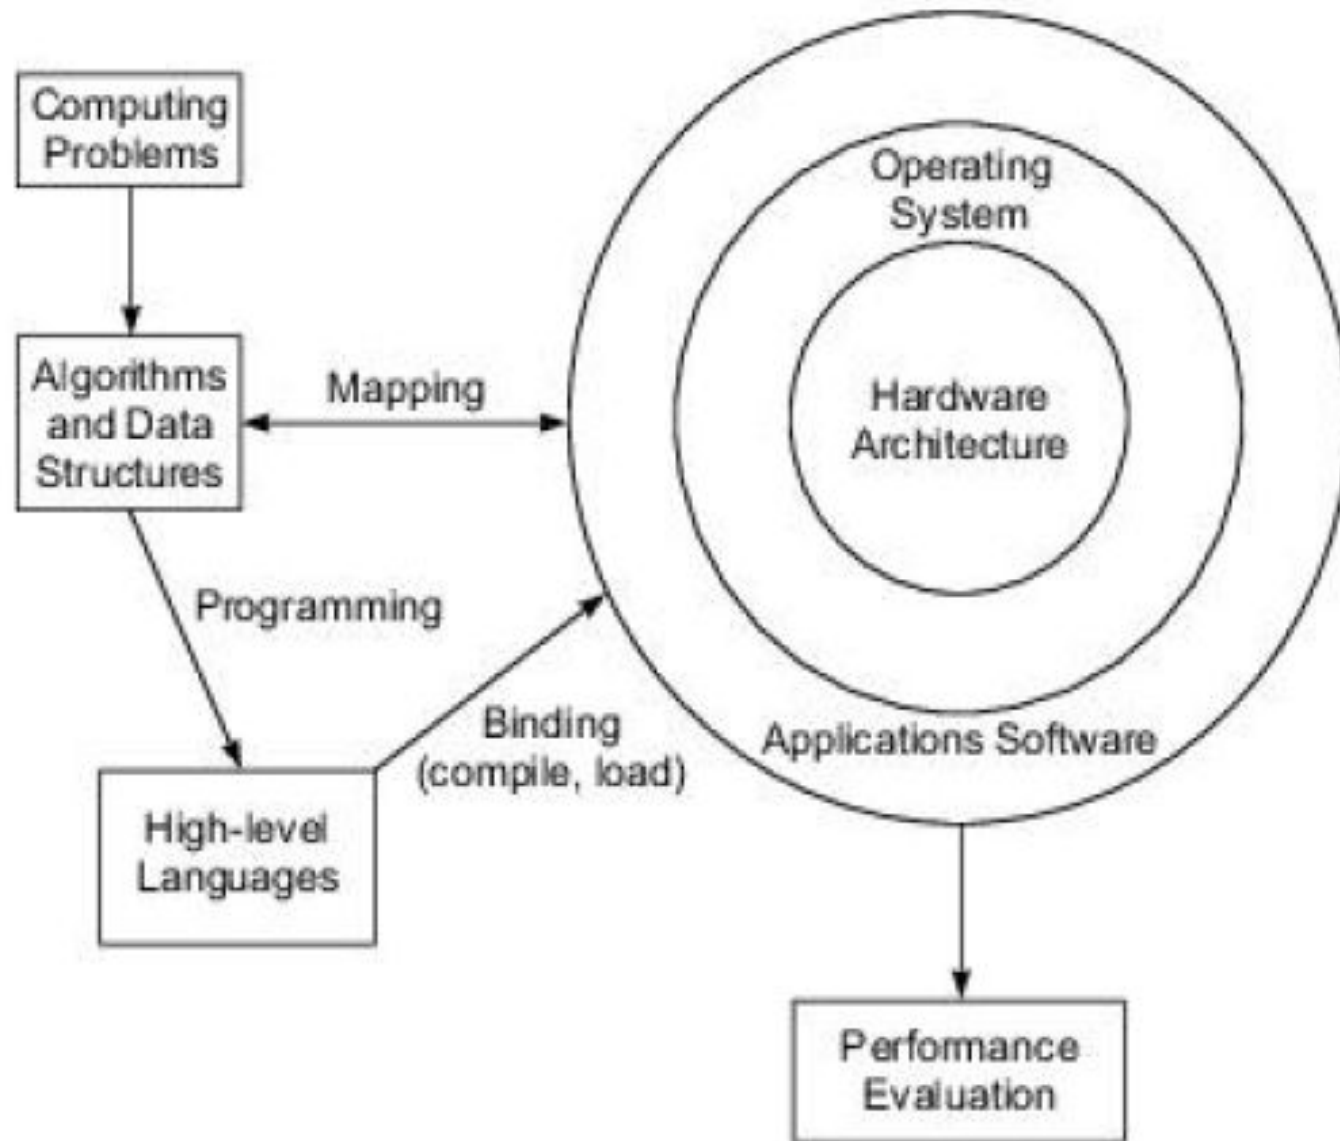 Computing
Problems
Operating
System
Algorithms
and Data
Structures
Mapping
Hardware
Architecture
Programming
Binding
(compile, load)
Applications Software
High-level
Languages
Performance
Evaluation